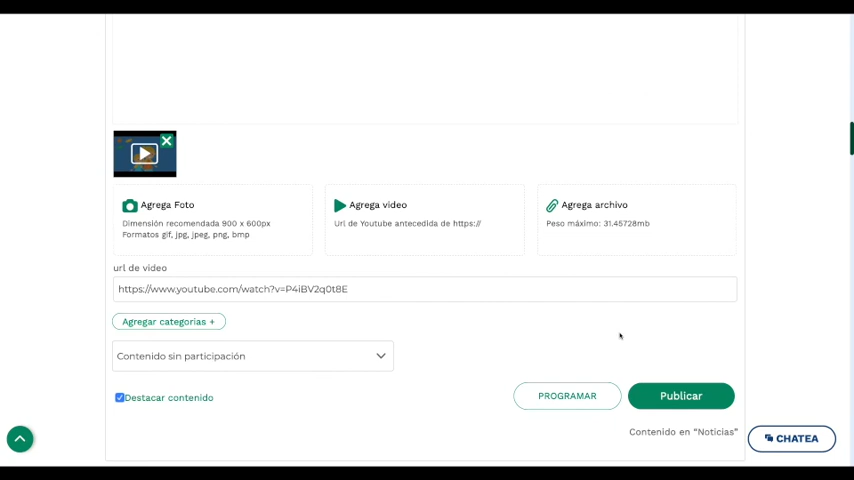 Agrega Foto
Dimensión recomendada 900 x 600px
Formatos gif, jpg, jpeg, png, bmp
Agrega video
Url de Youtube antecedida de https://
Agrega archivo
Peso máximo: 31.45728mb
url de video
https://www.youtube.com/watch?v=P4iBV2q0t8E
Agregar categorías +
Contenido sin participación
Destacar contenido
PROGRAMAR
Publicar
Contenido en “Noticias”
CHATEA